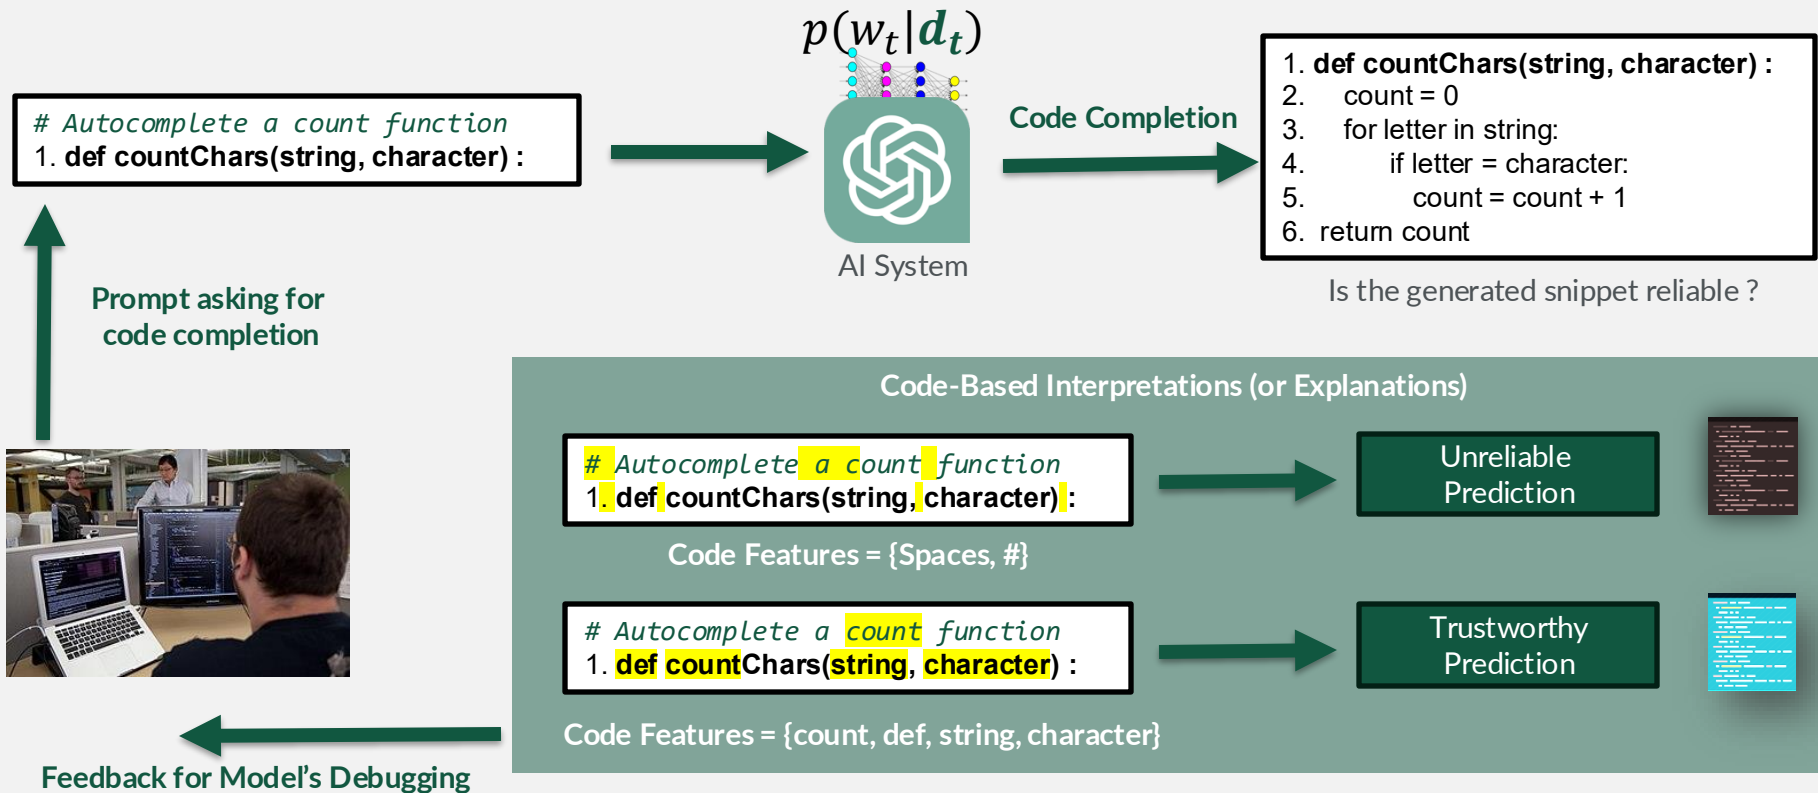 p(w_t|d_t)
# Autocomplete a count function
1. def countChars(string, character) :
AI System
Code Completion
1. def countChars(string, character) :
2. count = 0
3. for letter in string:
4. if letter = character:
5. count = count + 1
6. return count
Is the generated snippet reliable ?
Prompt asking for
code completion
Code-Based Interpretations (or Explanations)
# Autocomplete a count function
1. def countChars(string, character) :
Code Features = {Spaces, #}
Unreliable
Prediction
# Autocomplete a count function
1. def countChars(string, character) :
Code Features = {count, def, string, character}
Trustworthy
Prediction
Feedback for Model’s Debugging